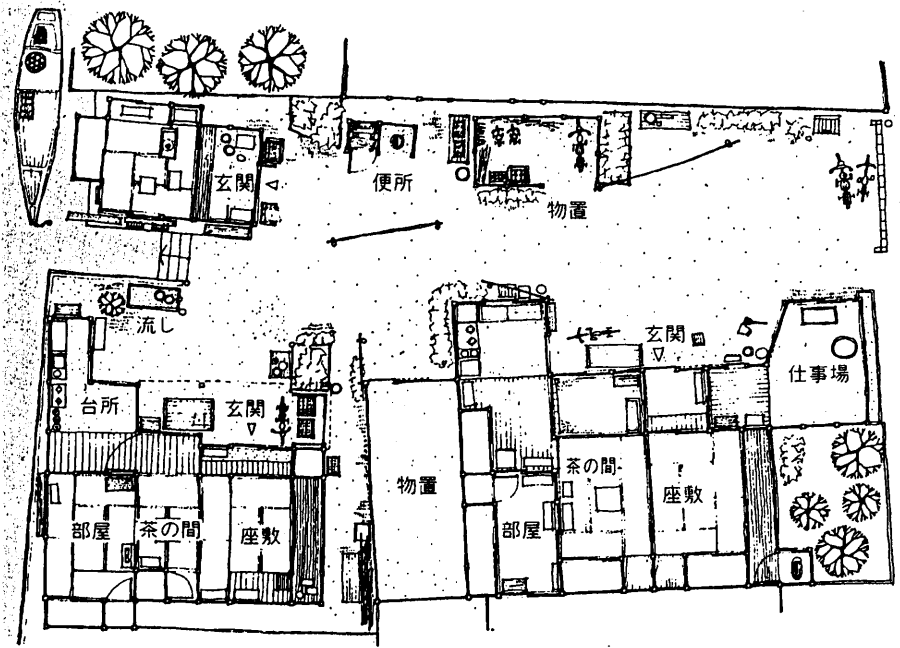 玄関
便所
物置
流し
台所
玄関
玄関
仕事場
物置
茶の間
座敷
部屋
茶の間
座敷
部屋